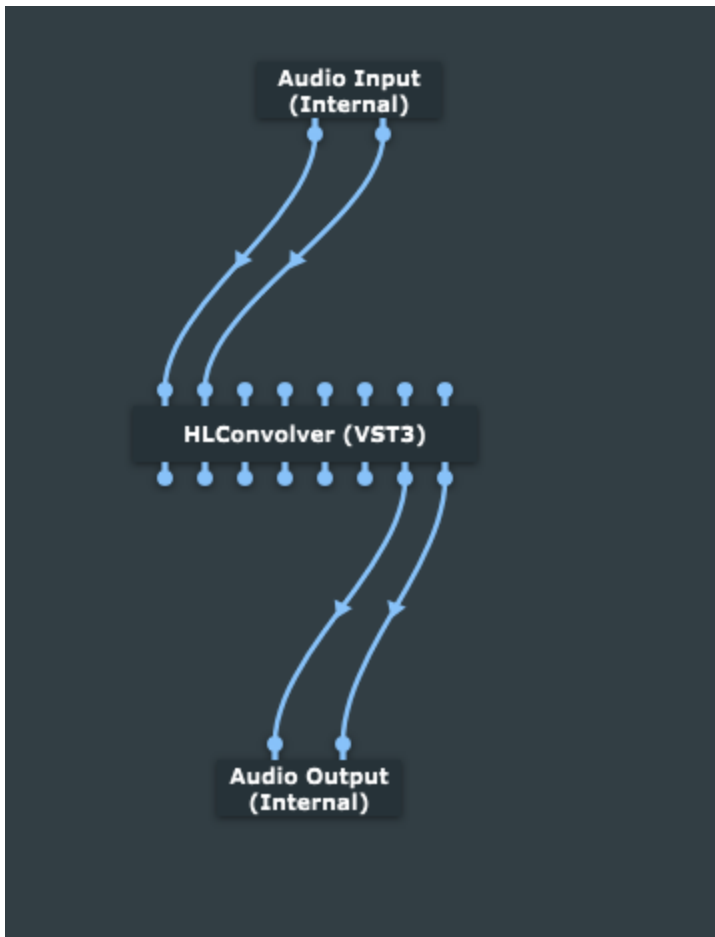 Audio Input
(Internal)
HLConvolver (VST3)
Audio Output
(Internal)